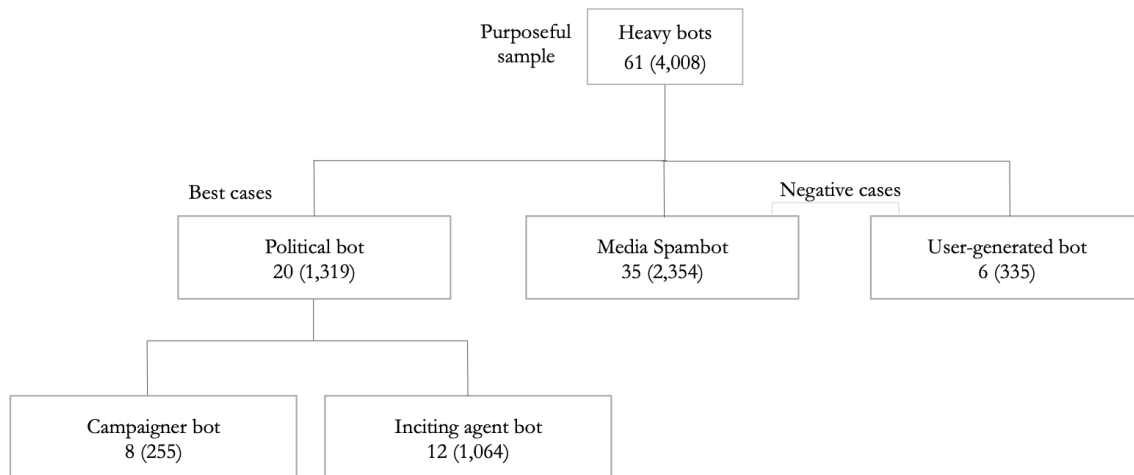 Purposeful
sample
Heavy bots
61 (4,008)
Best cases
Negative cases
Political bot
20 (1,319)
Media Spambot
35 (2,354)
User-generated bot
6 (335)
Campaigner bot
8 (255)
Inciting agent bot
12 (1,064)